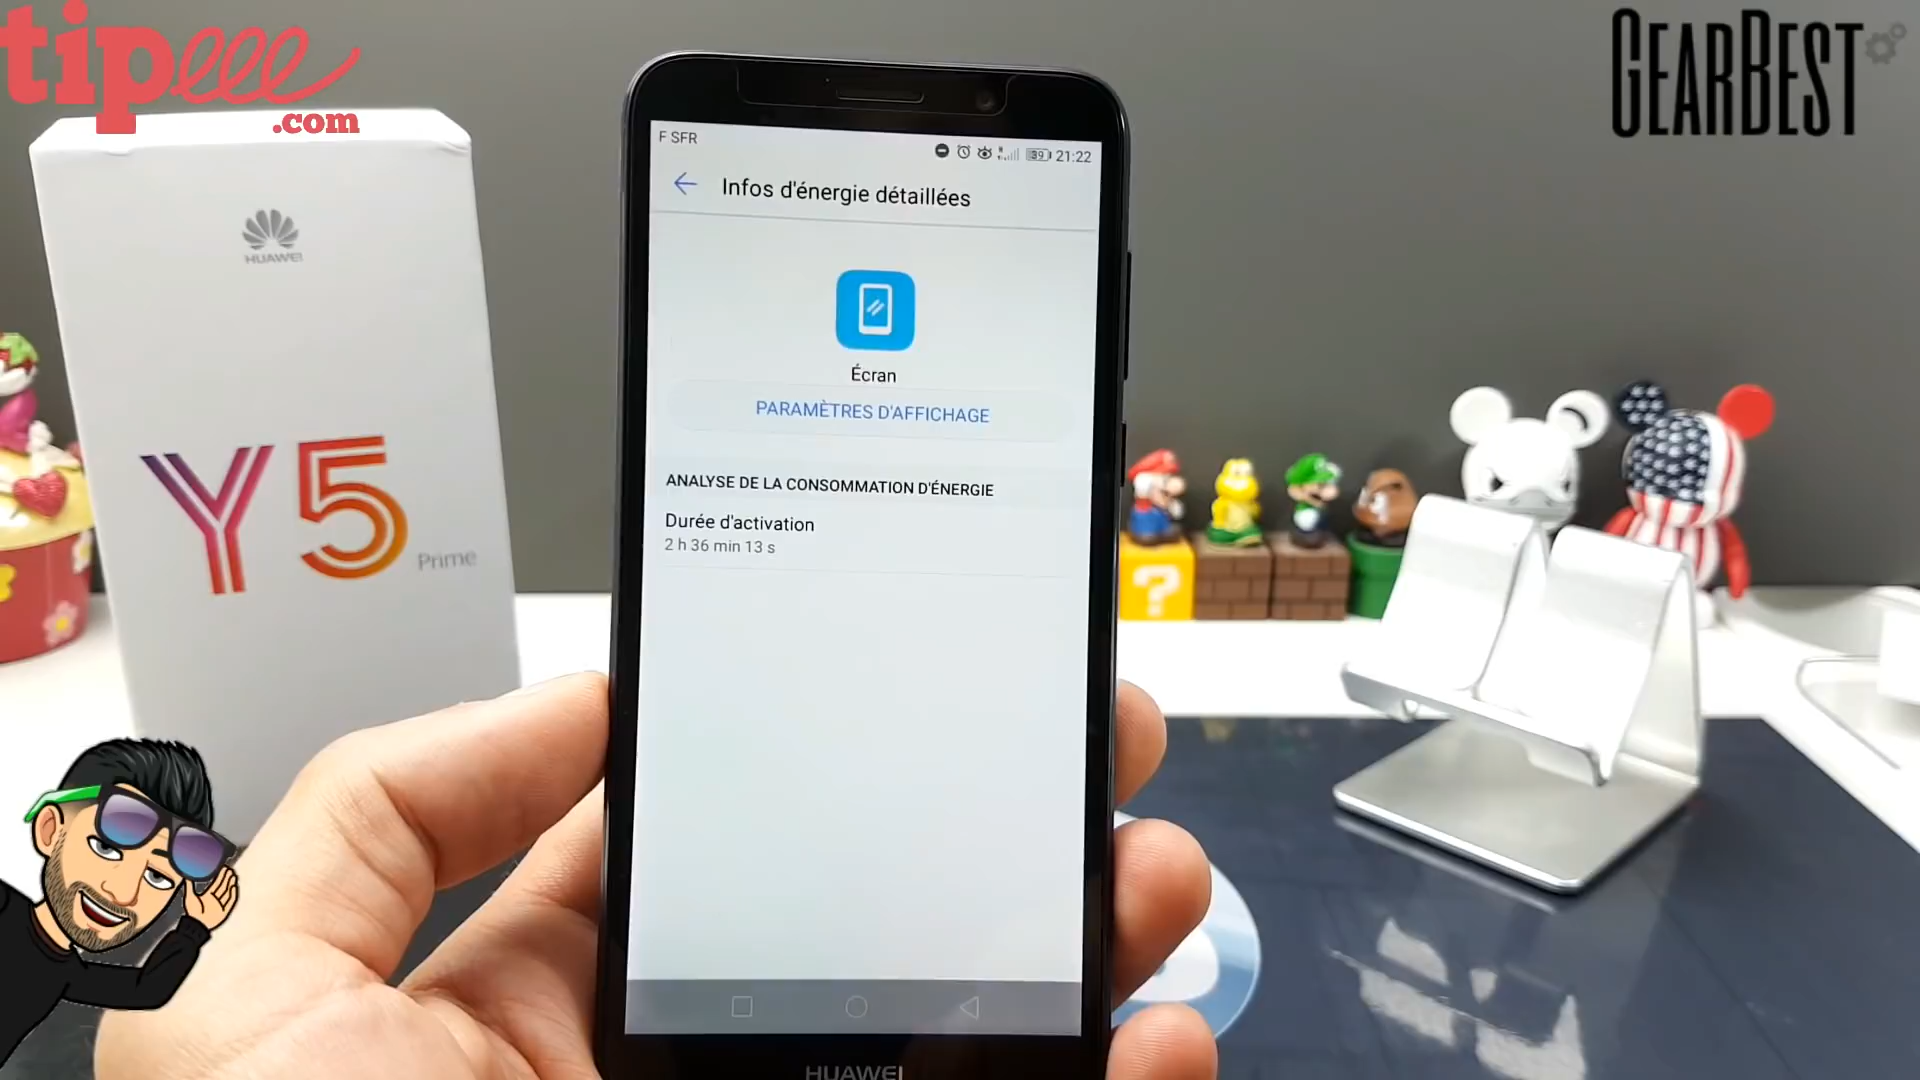 tipeee
.com
GEARBEST
HUAWEI
Y5
Prime
F SFR
39 21:22
Infos d'énergie détaillées
Écran
PARAMÈTRES D'AFFICHAGE
ANALYSE DE LA CONSOMMATION D'ÉNERGIE
Durée d'activation
2 h 36 min 13 s
?
HUAWEI